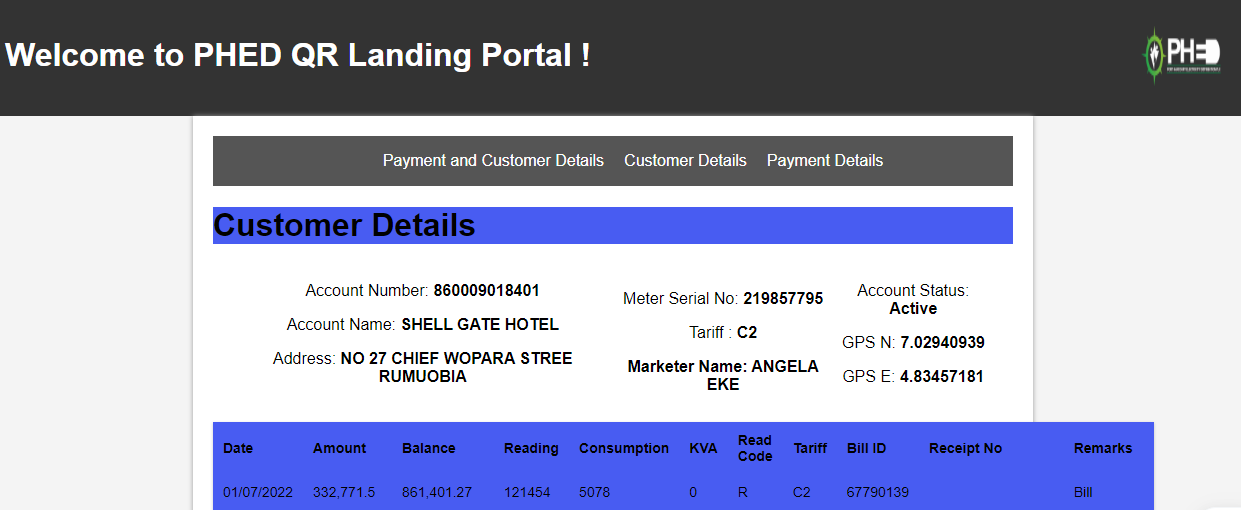 Welcome to PHED QR Landing Portal !
PHED
Payment and Customer Details Customer Details Payment Details
Customer Details
Account Number: 860009018401
Account Name: SHELL GATE HOTEL
Address: NO 27 CHIEF WOPARA STREE
RUMUOBIA
Meter Serial No: 219857795
Tariff : C2
Marketer Name: ANGELA
EKE
Account Status:
Active
GPS N: 7.02940939
GPS E: 4.83457181
Date Amount Balance Reading Consumption KVA Read Code Tariff Bill ID Receipt No Remarks
01/07/2022 332,771.5 861,401.27 121454 5078 0 R C2 67790139 Bill